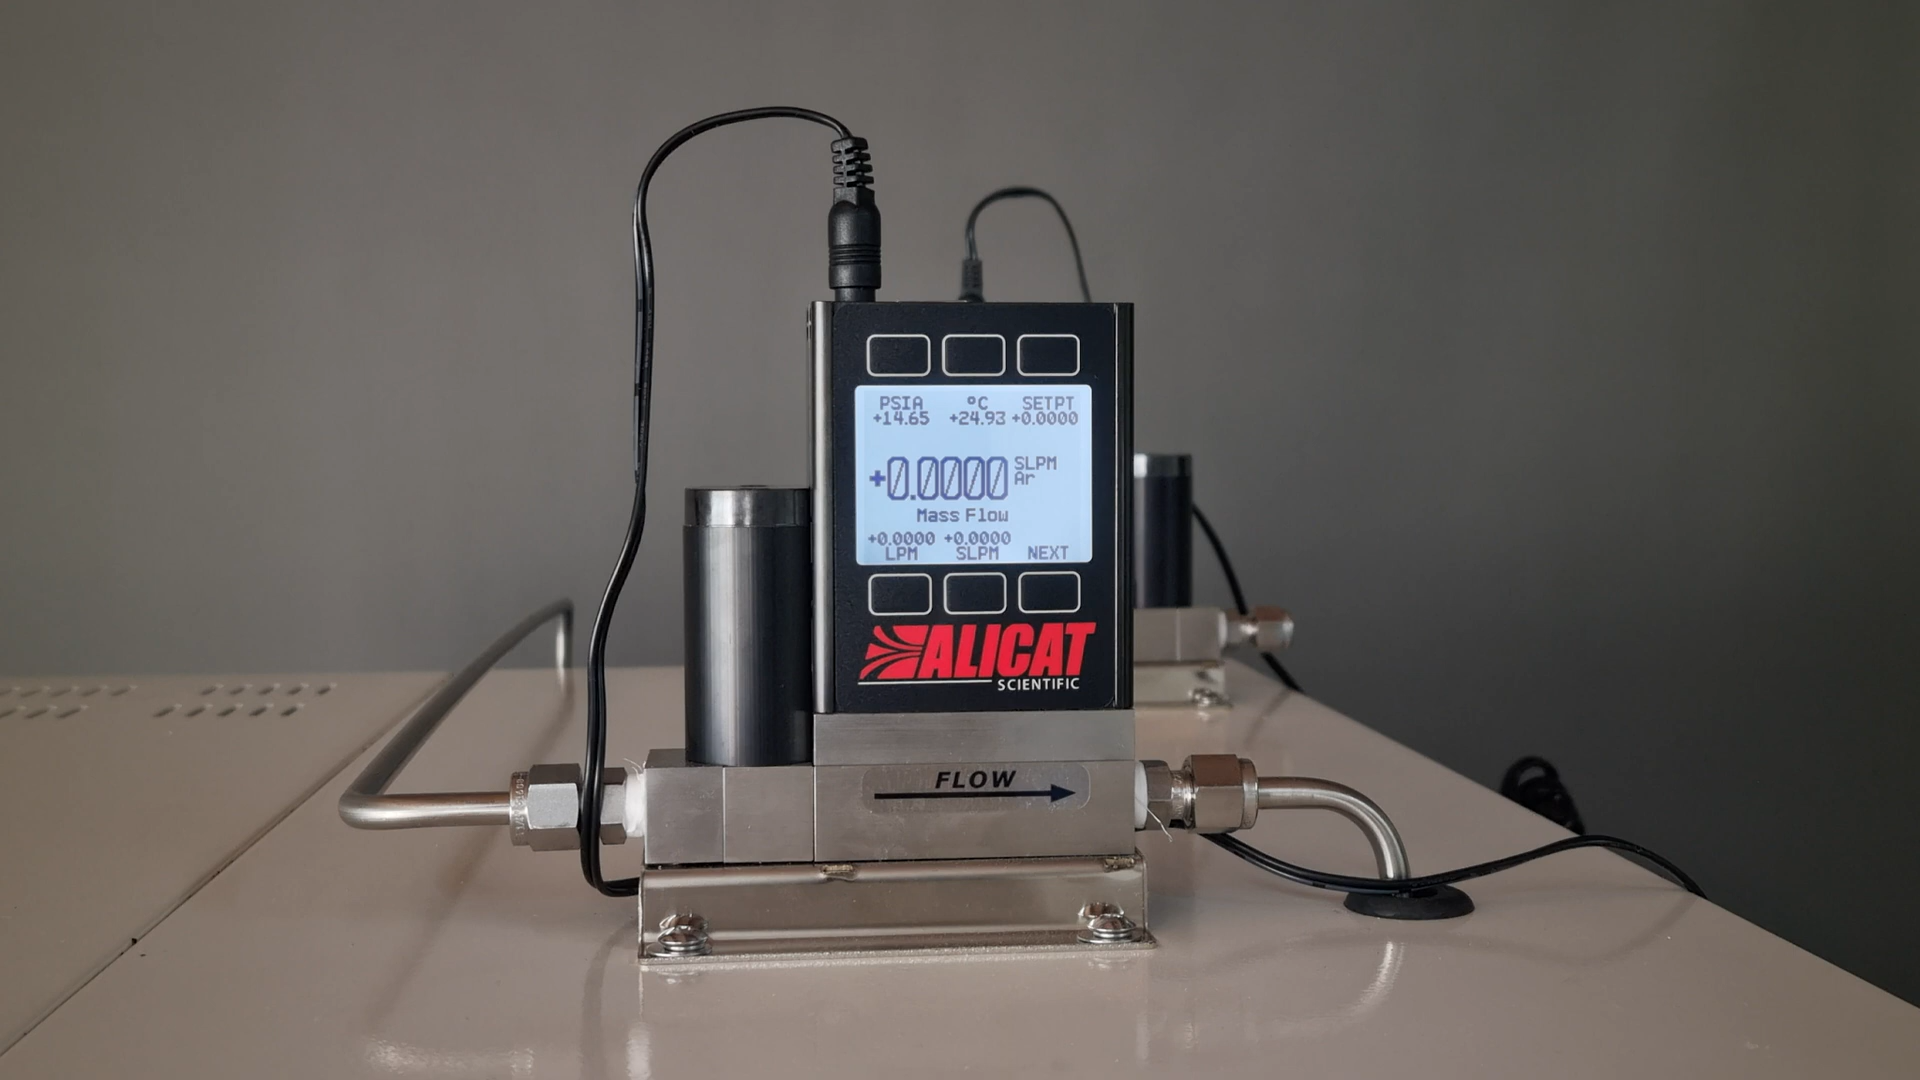 PSIA °C SETPT
+14.65 +24.93 +0.0000
+0.0000 SLPM
Ar
Mass Flow
+0.0000 +0.0000
LPM SLPM NEXT
ALICAT
SCIENTIFIC
FLOW